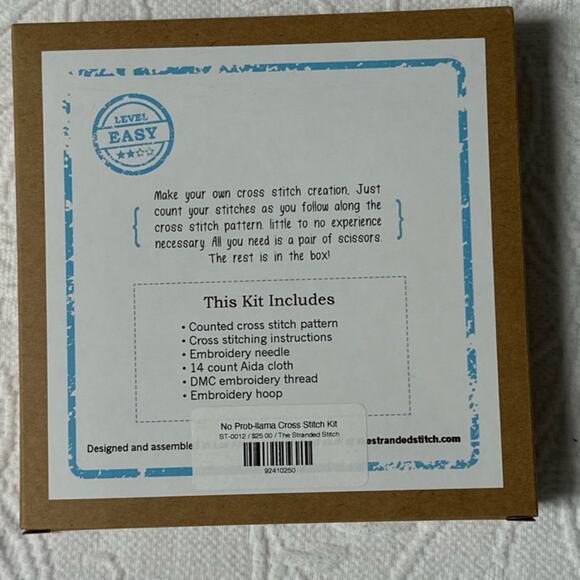 LEVEL
EASY
Make your own cross stitch creation. Just
count your stitches as you follow along the
cross stitch pattern. little to no experience
necessary. All you need is a pair of scissors.
The rest is in the box!
This Kit Includes
• Counted cross stitch pattern
• Cross stitching instructions
• Embroidery needle
• 14 count Aida cloth
• DMC embroidery thread
• Embroidery hoop
No Prob-llama Cross Stitch Kit
ST-0012 / $25.00 / The Stranded Stitch
92410250
Designed and assemble
estrandedstitch.com